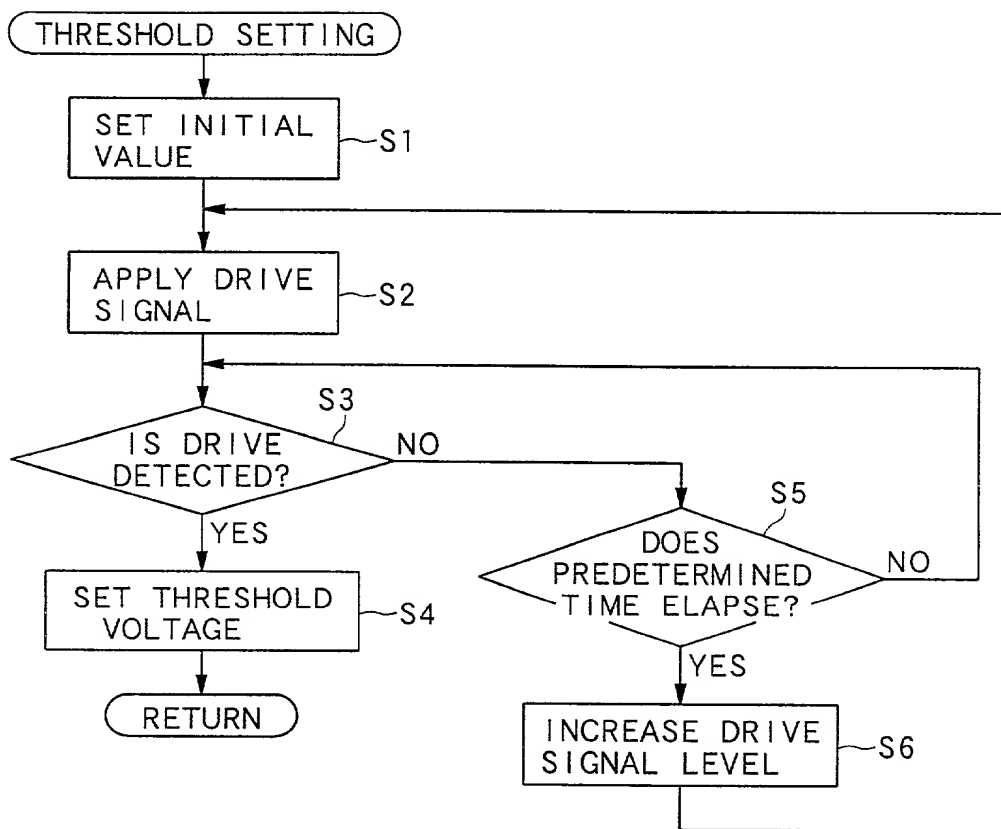 THRESHOLD SETTING
SET INITIAL
VALUE
S1
APPLY DRIVE
SIGNAL
S2
S3
IS DRIVE
DETECTED?
NO
YES
SET THRESHOLD
VOLTAGE
S4
RETURN
S5
DOES
PREDETERMINED
TIME ELAPSE?
NO
YES
INCREASE DRIVE
SIGNAL LEVEL
S6